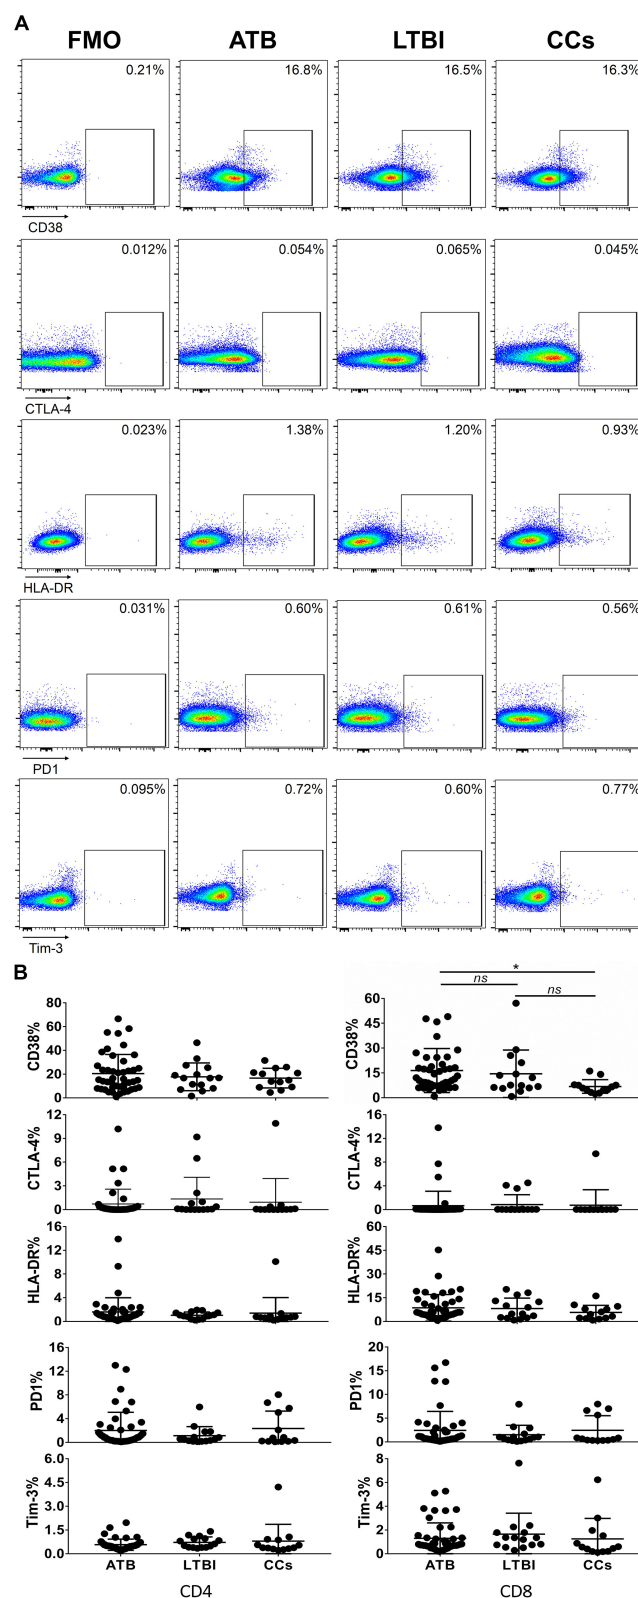 A
FMO ATB LTBI CCs
0.21% 16.8% 16.5% 16.3%
CD38
0.012% 0.054% 0.065% 0.045%
CTLA-4
0.023% 1.38% 1.20% 0.93%
HLA-DR
0.031% 0.60% 0.61% 0.56%
PD1
0.095% 0.72% 0.60% 0.77%
Tim-3
B
*
ns
ns
CD38%
80
60
40
20
0
CD38%
60
45
30
15
0
CTLA-4%
12
9
6
3
0
CTLA-4%
16
12
8
4
0
HLA-DR%
16
12
8
4
0
HLA-DR%
60
45
30
15
0
PD1%
16
12
8
4
0
PD1%
20
15
10
5
0
Tim-3%
6.0
4.5
3.0
1.5
0.0
Tim-3%
8
6
4
2
0
ATB LTBI CCs
ATB LTBI CCs
CD4 CD8